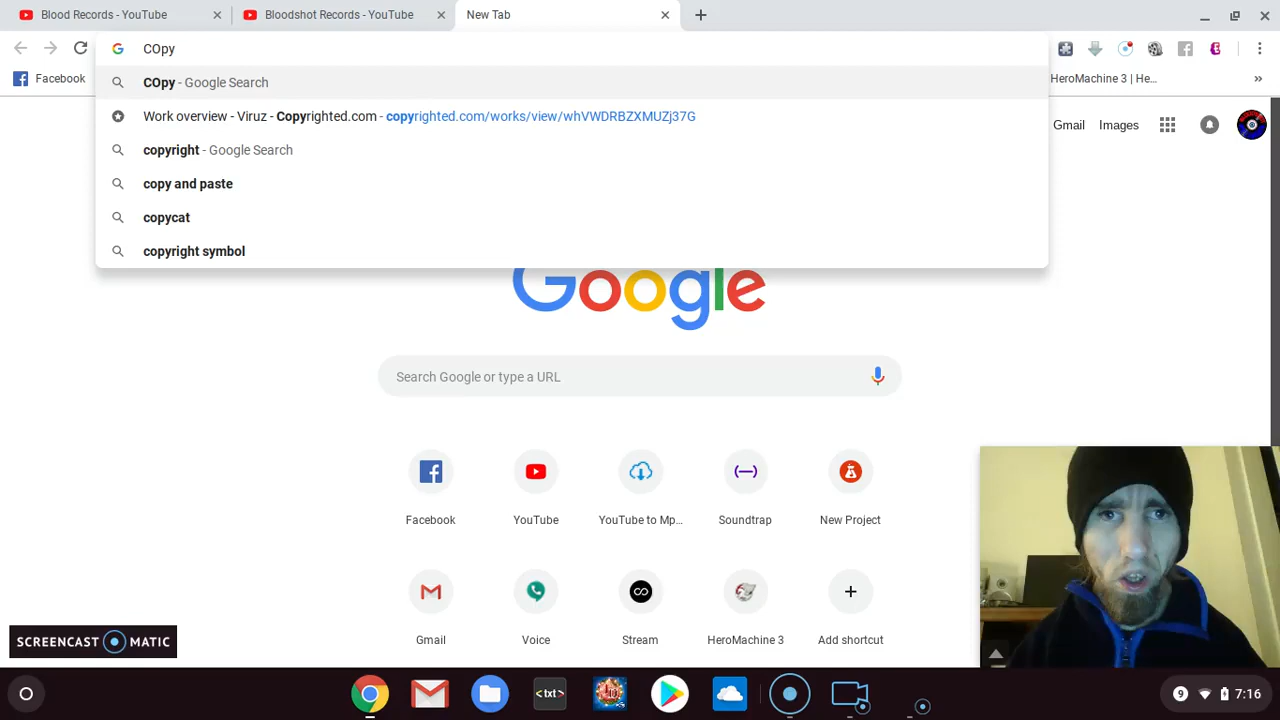 Blood Records - YouTube
Bloodshot Records - YouTube
New Tab
COpy
Facebook
HeroMachine 3 | He...
COpy - Google Search
Work overview - Viruz - Copyrighted.com - copyrighted.com/works/view/whVWDRBZXMUZj37G
copyright - Google Search
copy and paste
copycat
copyright symbol
Gmail
Images
Google
Search Google or type a URL
Facebook
YouTube
YouTube to Mp...
Soundtrap
New Project
Gmail
Voice
Stream
HeroMachine 3
Add shortcut
SCREENCAST MATIC
<txt>
9
7:16